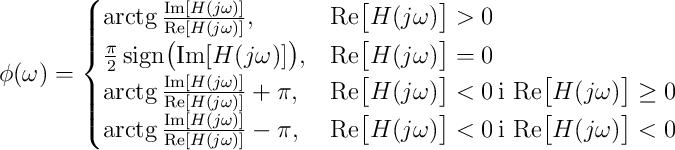 ϕ(ω) = { arctg Im[H(jω)]/Re[H(jω)], Re[H(jω)] > 0
π/2 sign(Im[H(jω)]), Re[H(jω)] = 0
arctg Im[H(jω)]/Re[H(jω)] + π, Re[H(jω)] < 0 i Re[H(jω)] ≥ 0
arctg Im[H(jω)]/Re[H(jω)] − π, Re[H(jω)] < 0 i Re[H(jω)] < 0